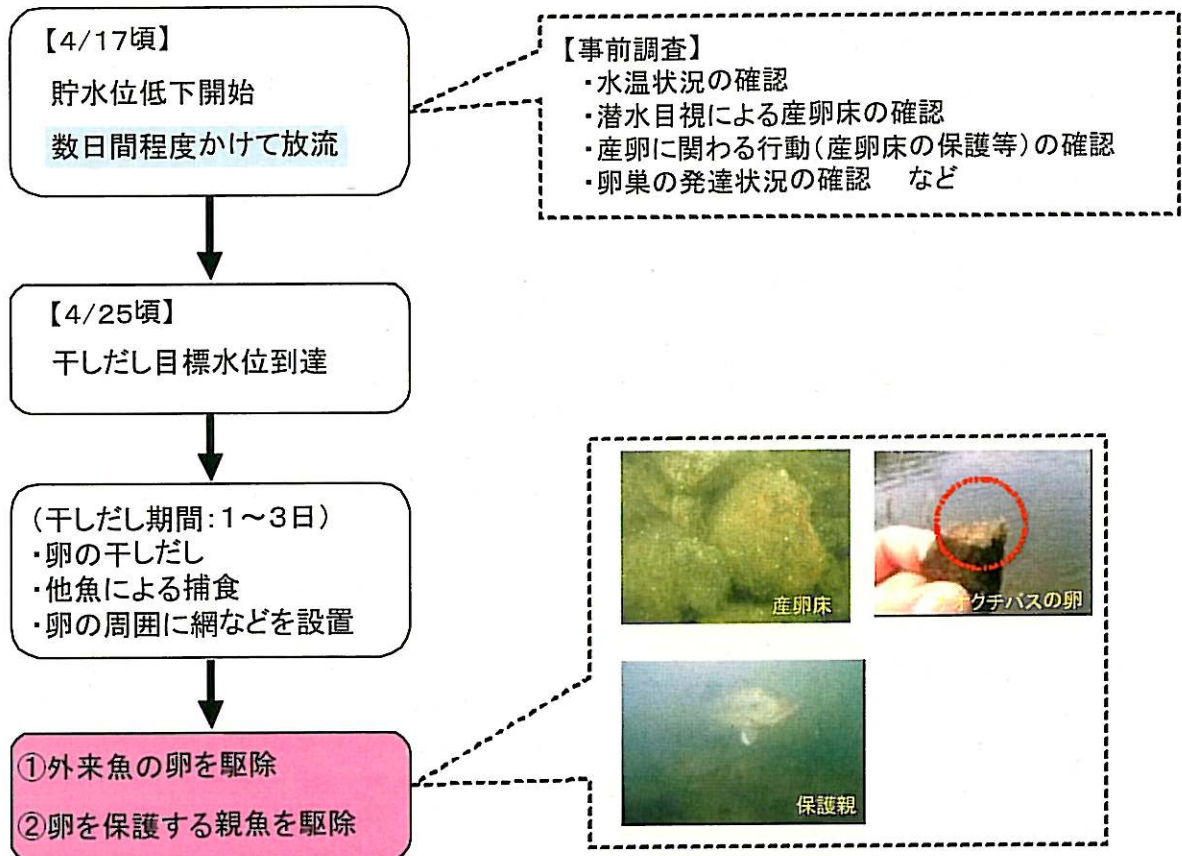 【4/17頃】
貯水位低下開始
数日間程度かけて放流
【事前調査】
・水温状況の確認
・潜水目視による産卵床の確認
・産卵に関わる行動(産卵床の保護等)の確認
・卵巣の発達状況の確認 など
【4/25頃】
干しだし目標水位到達
(干しだし期間:1～3日)
・卵の干しだし
・他魚による捕食
・卵の周囲に網などを設置
①外来魚の卵を駆除
②卵を保護する親魚を駆除
産卵床
オクチバスの卵
保護親